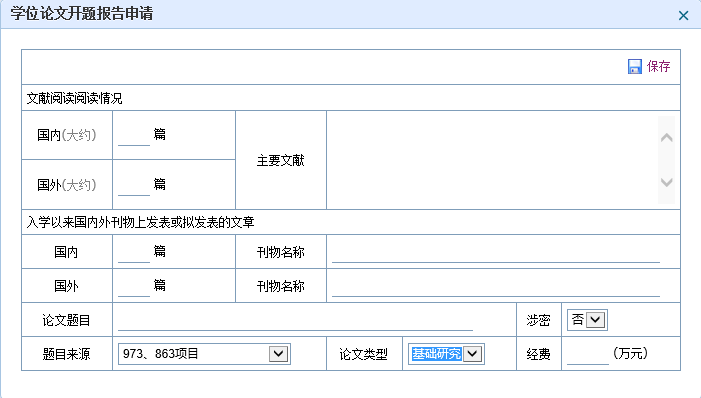 学位论文开题报告申请
保存
文献阅读阅读情况
国内(大约) 篇
主要文献
国外(大约) 篇
入学以来国内外刊物上发表或拟发表的文章
国内 篇 刊物名称
国外 篇 刊物名称
论文题目 涉密 否
题目来源 973、863项目 论文类型 基础研究 经费 (万元)